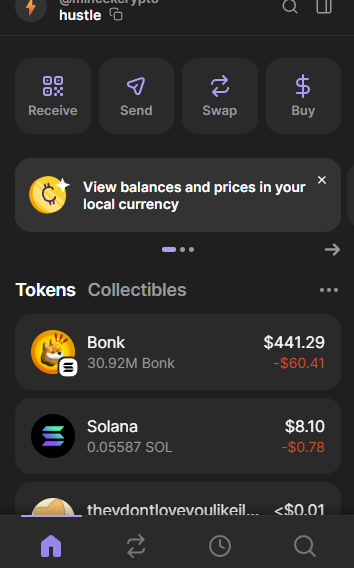 @mineekcrypto
hustle
Receive
Send
Swap
Buy
View balances and prices in your
local currency
Tokens Collectibles
Bonk $441.29
30.92M Bonk -$60.41
Solana $8.10
0.05587 SOL -$0.78
theydontloveyoulikeil... <$0.01